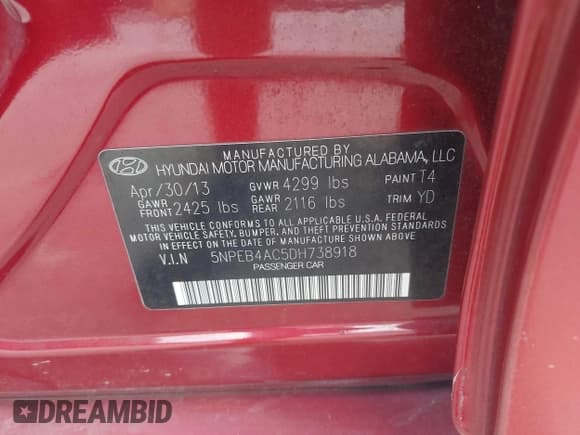 MANUFACTURED BY
HYUNDAI MOTOR MANUFACTURING ALABAMA, LLC
Apr/30/13 GVWR 4299 lbs PAINT T4
GAWR FRONT 2425 lbs GAWR REAR 2116 lbs TRIM YD
THIS VEHICLE CONFORMS TO ALL APPLICABLE U.S.A. FEDERAL
MOTOR VEHICLE SAFETY, BUMPER, AND THEFT PREVENTION STANDARDS
IN EFFECT ON THE DATE OF MANUFACTURE SHOWN ABOVE.
V.I.N 5NPEB4AC5DH738918
PASSENGER CAR
DREAMBID